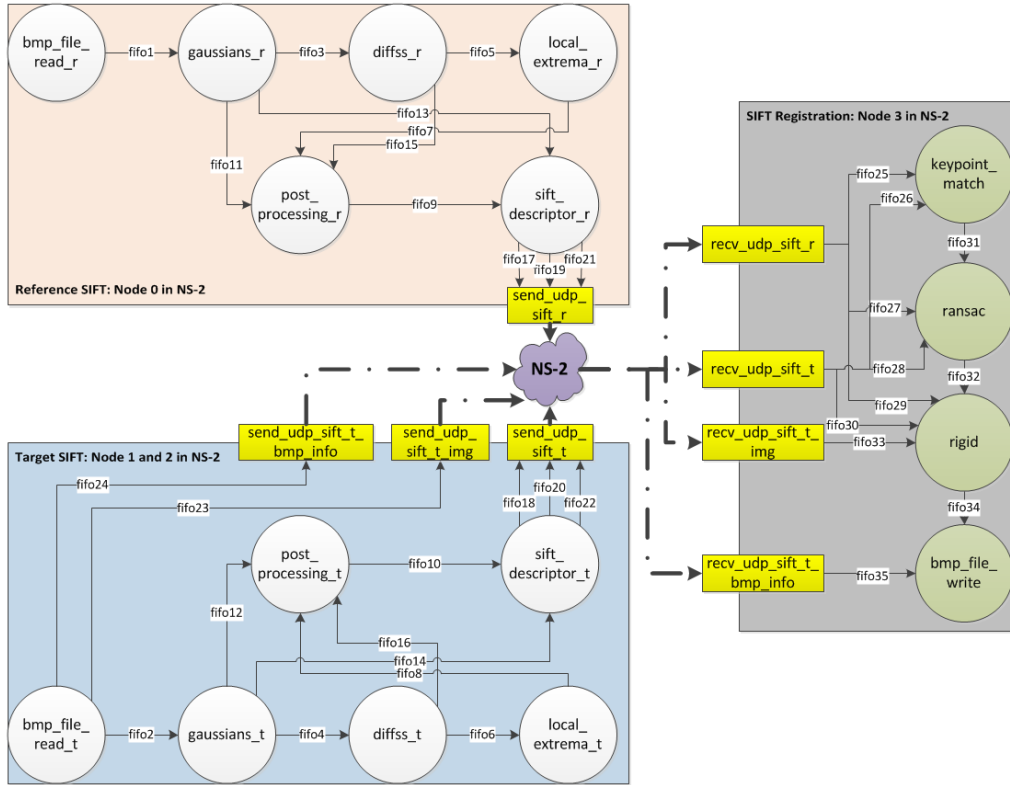 bmp_file_
read_r
fifo1
gaussians_r
fifo3
diffss_r
fifo5
local_
extrema_r
fifo13
fifo7
fifo15
fifo11
post_
processing_r
fifo9
sift_
descriptor_r
fifo17
fifo19
fifo21
Reference SIFT: Node 0 in NS-2
send_udp_
sift_r
NS-2
send_udp_sift_t_
bmp_info
send_udp_
sift_t_img
send_udp_
sift_t
Target SIFT: Node 1 and 2 in NS-2
fifo24
fifo23
fifo18
fifo20
fifo22
post_
processing_t
fifo10
sift_
descriptor_t
fifo12
fifo16
fifo14
fifo8
bmp_file_
read_t
fifo2
gaussians_t
fifo4
diffss_t
fifo6
local_
extrema_t
SIFT Registration: Node 3 in NS-2
recv_udp_sift_r
fifo25
fifo26
keypoint_
match
fifo31
fifo27
ransac
recv_udp_sift_t
fifo28
fifo32
fifo29
fifo30
recv_udp_sift_t_
img
fifo33
rigid
fifo34
recv_udp_sift_t_
bmp_info
fifo35
bmp_file_
write